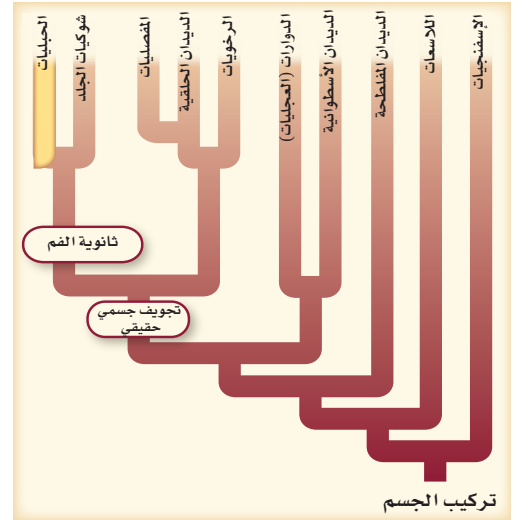 الإسفنجيات
اللاسعات
الديدان المفلطحة
الديدان الأسطوانية
الدوارات (العجليات)
الرخويات
الديدان الحلقية
المفصليات
شوكيات الجلد
الحبليات
ثانوية الفم
تجويف جسمي
حقيقي
تركيب الجسم